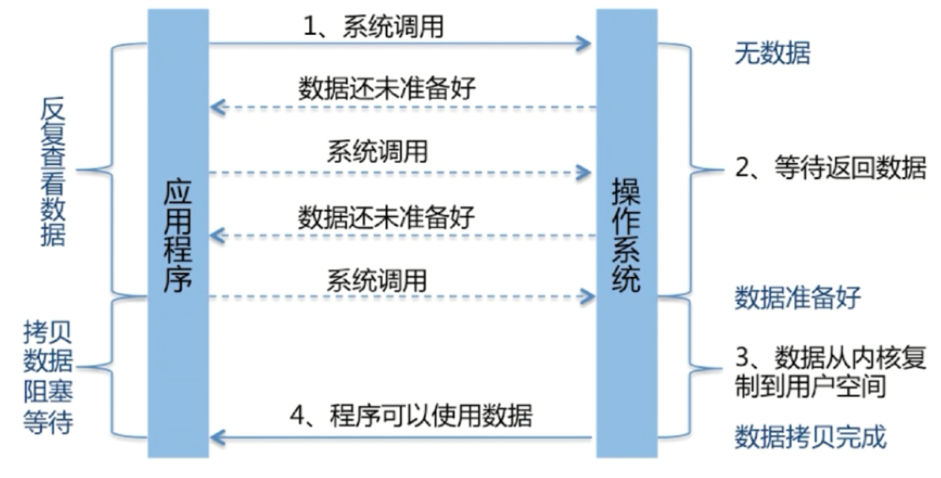 1、系统调用
无数据
数据还未准备好
反复查看数据
系统调用
2、等待返回数据
应用程序
操作系统
数据还未准备好
系统调用
数据准备好
拷贝
数据
阻塞
等待
3、数据从内核复
制到用户空间
4、程序可以使用数据
数据拷贝完成